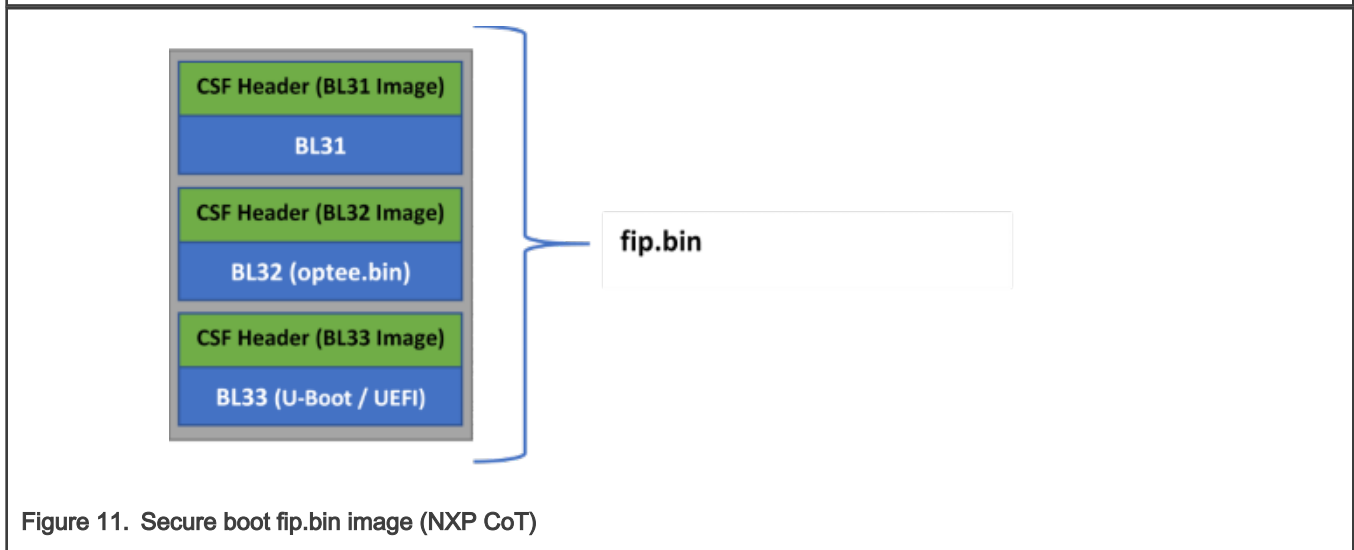 CSF Header (BL31 Image)
BL31
CSF Header (BL32 Image)
BL32 (optee.bin)
CSF Header (BL33 Image)
BL33 (U-Boot / UEFI)
fip.bin
Figure 11. Secure boot fip.bin image (NXP CoT)